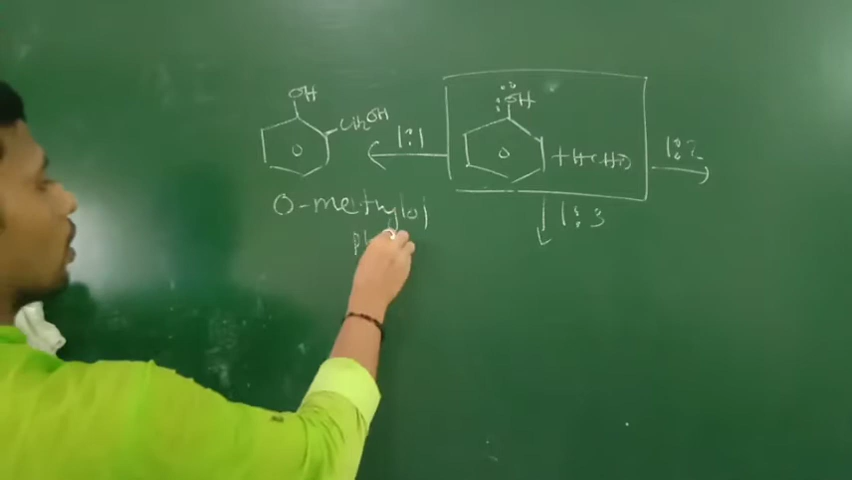 OH
CH2OH
1:1
O-methylol
OH
+HCHO
1:2
1:3